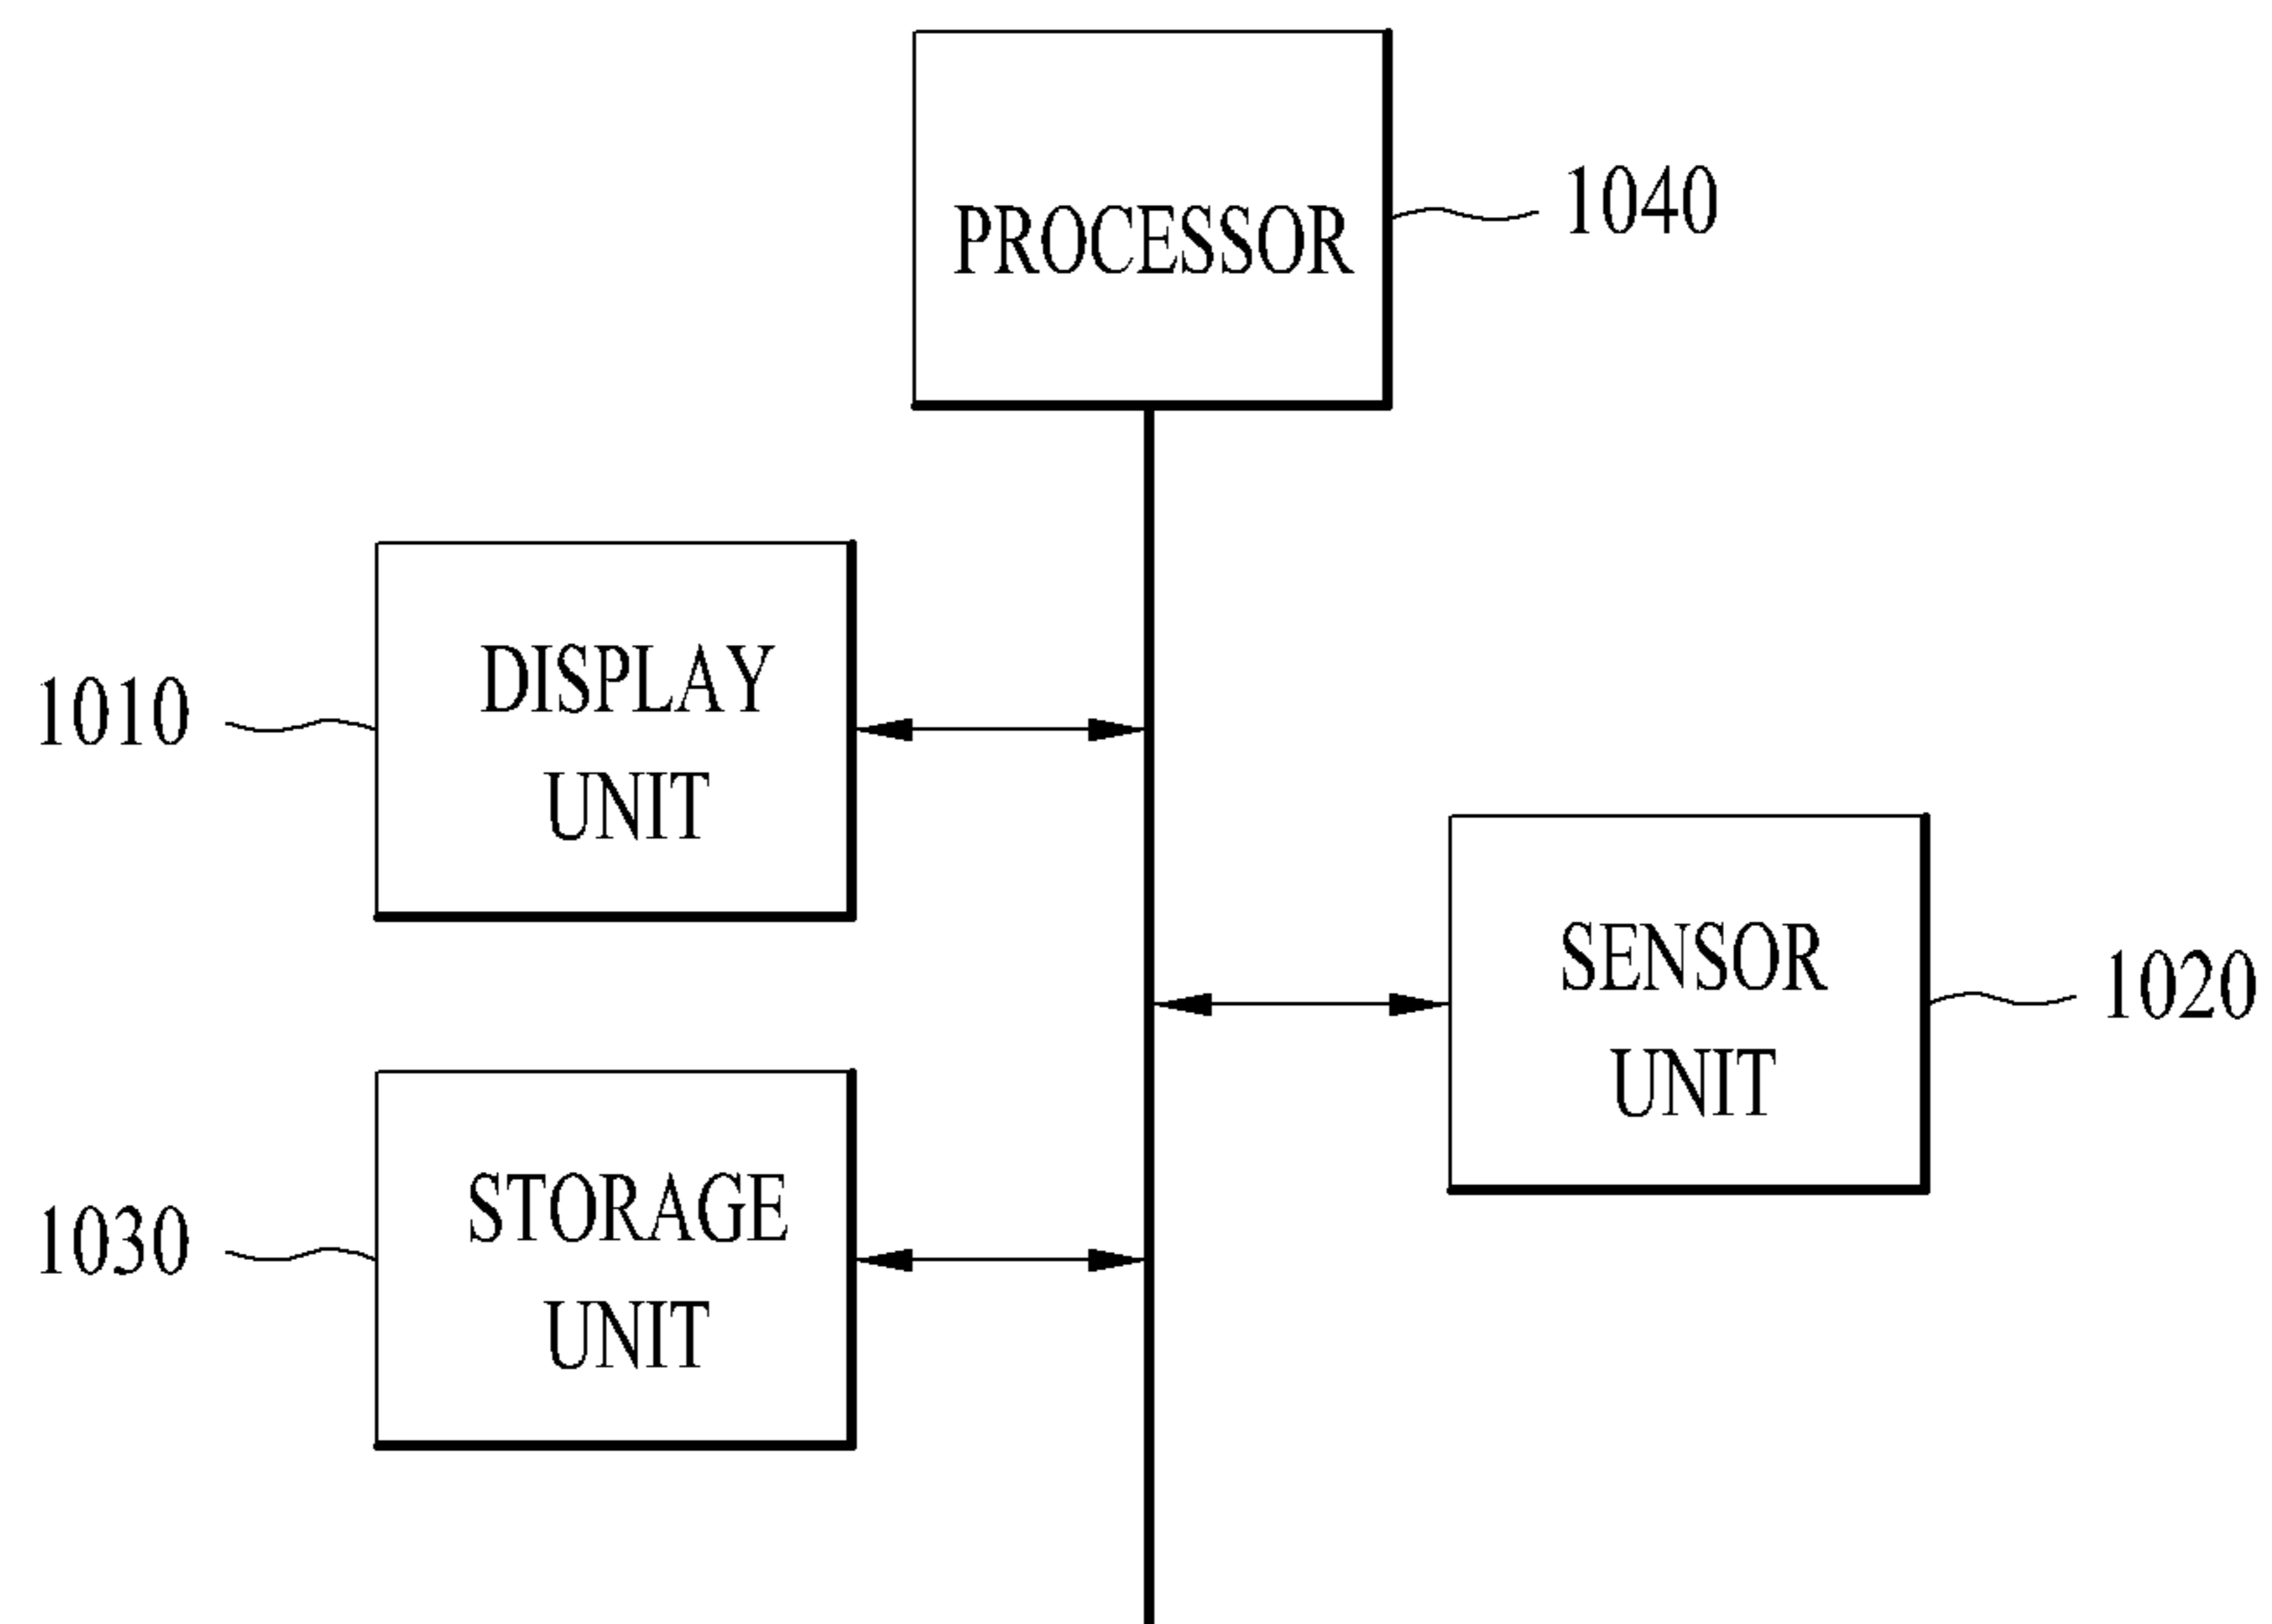 PROCESSOR
1040
1010
DISPLAY
UNIT
SENSOR
UNIT
1020
1030
STORAGE
UNIT